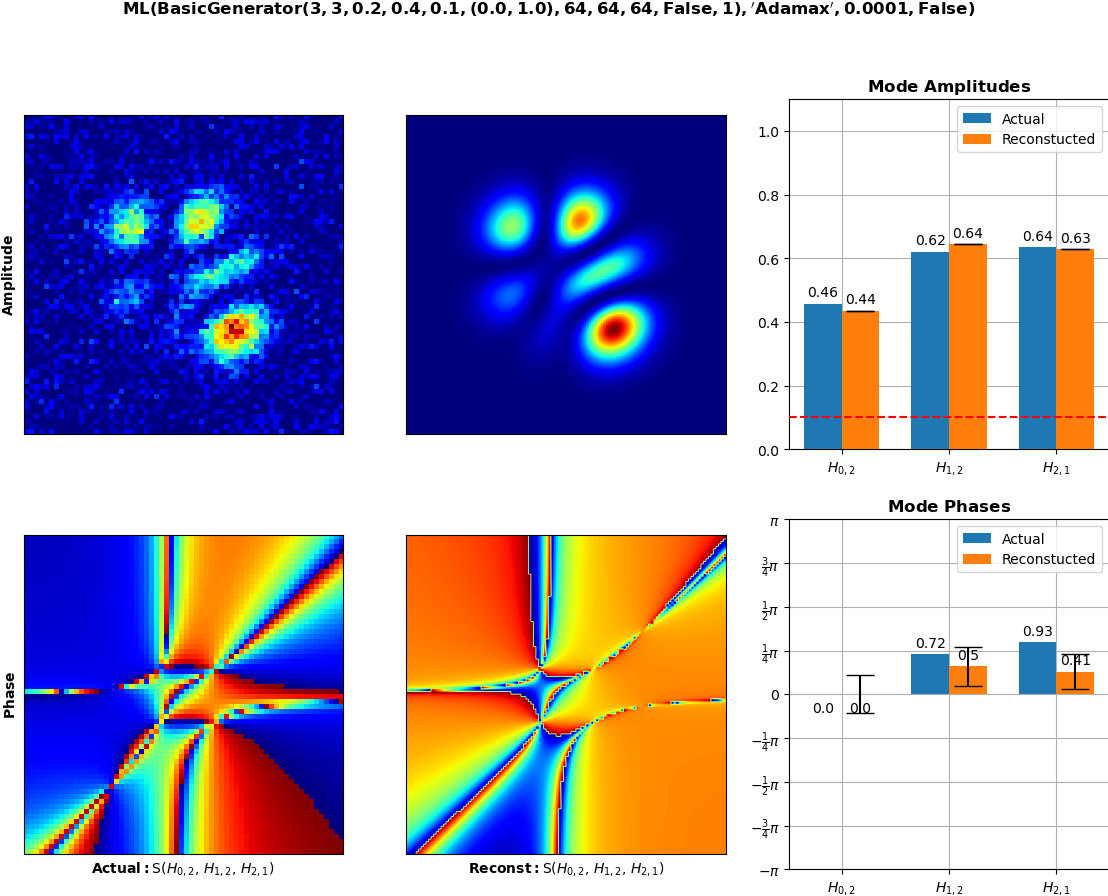 ML(BasicGenerator(3, 3, 0.2, 0.4, 0.1, (0.0, 1.0), 64, 64, 64, False, 1), ′Adamax′, 0.0001, False)
Amplitude
Mode Amplitudes
Actual
Reconstucted
1.0
0.8
0.6
0.4
0.2
0.0
0.46
0.44
0.62
0.64
0.64
0.63
H0, 2
H1, 2
H2, 1
Phase
Actual: S(H0, 2, H1, 2, H2, 1)
Reconst: S(H0, 2, H1, 2, H2, 1)
Mode Phases
Actual
Reconstucted
π
3/4π
1/2π
1/4π
0
−1/4π
−1/2π
−3/4π
−π
0.0
0.0
0.72
0.5
0.93
0.41
H0, 2
H1, 2
H2, 1